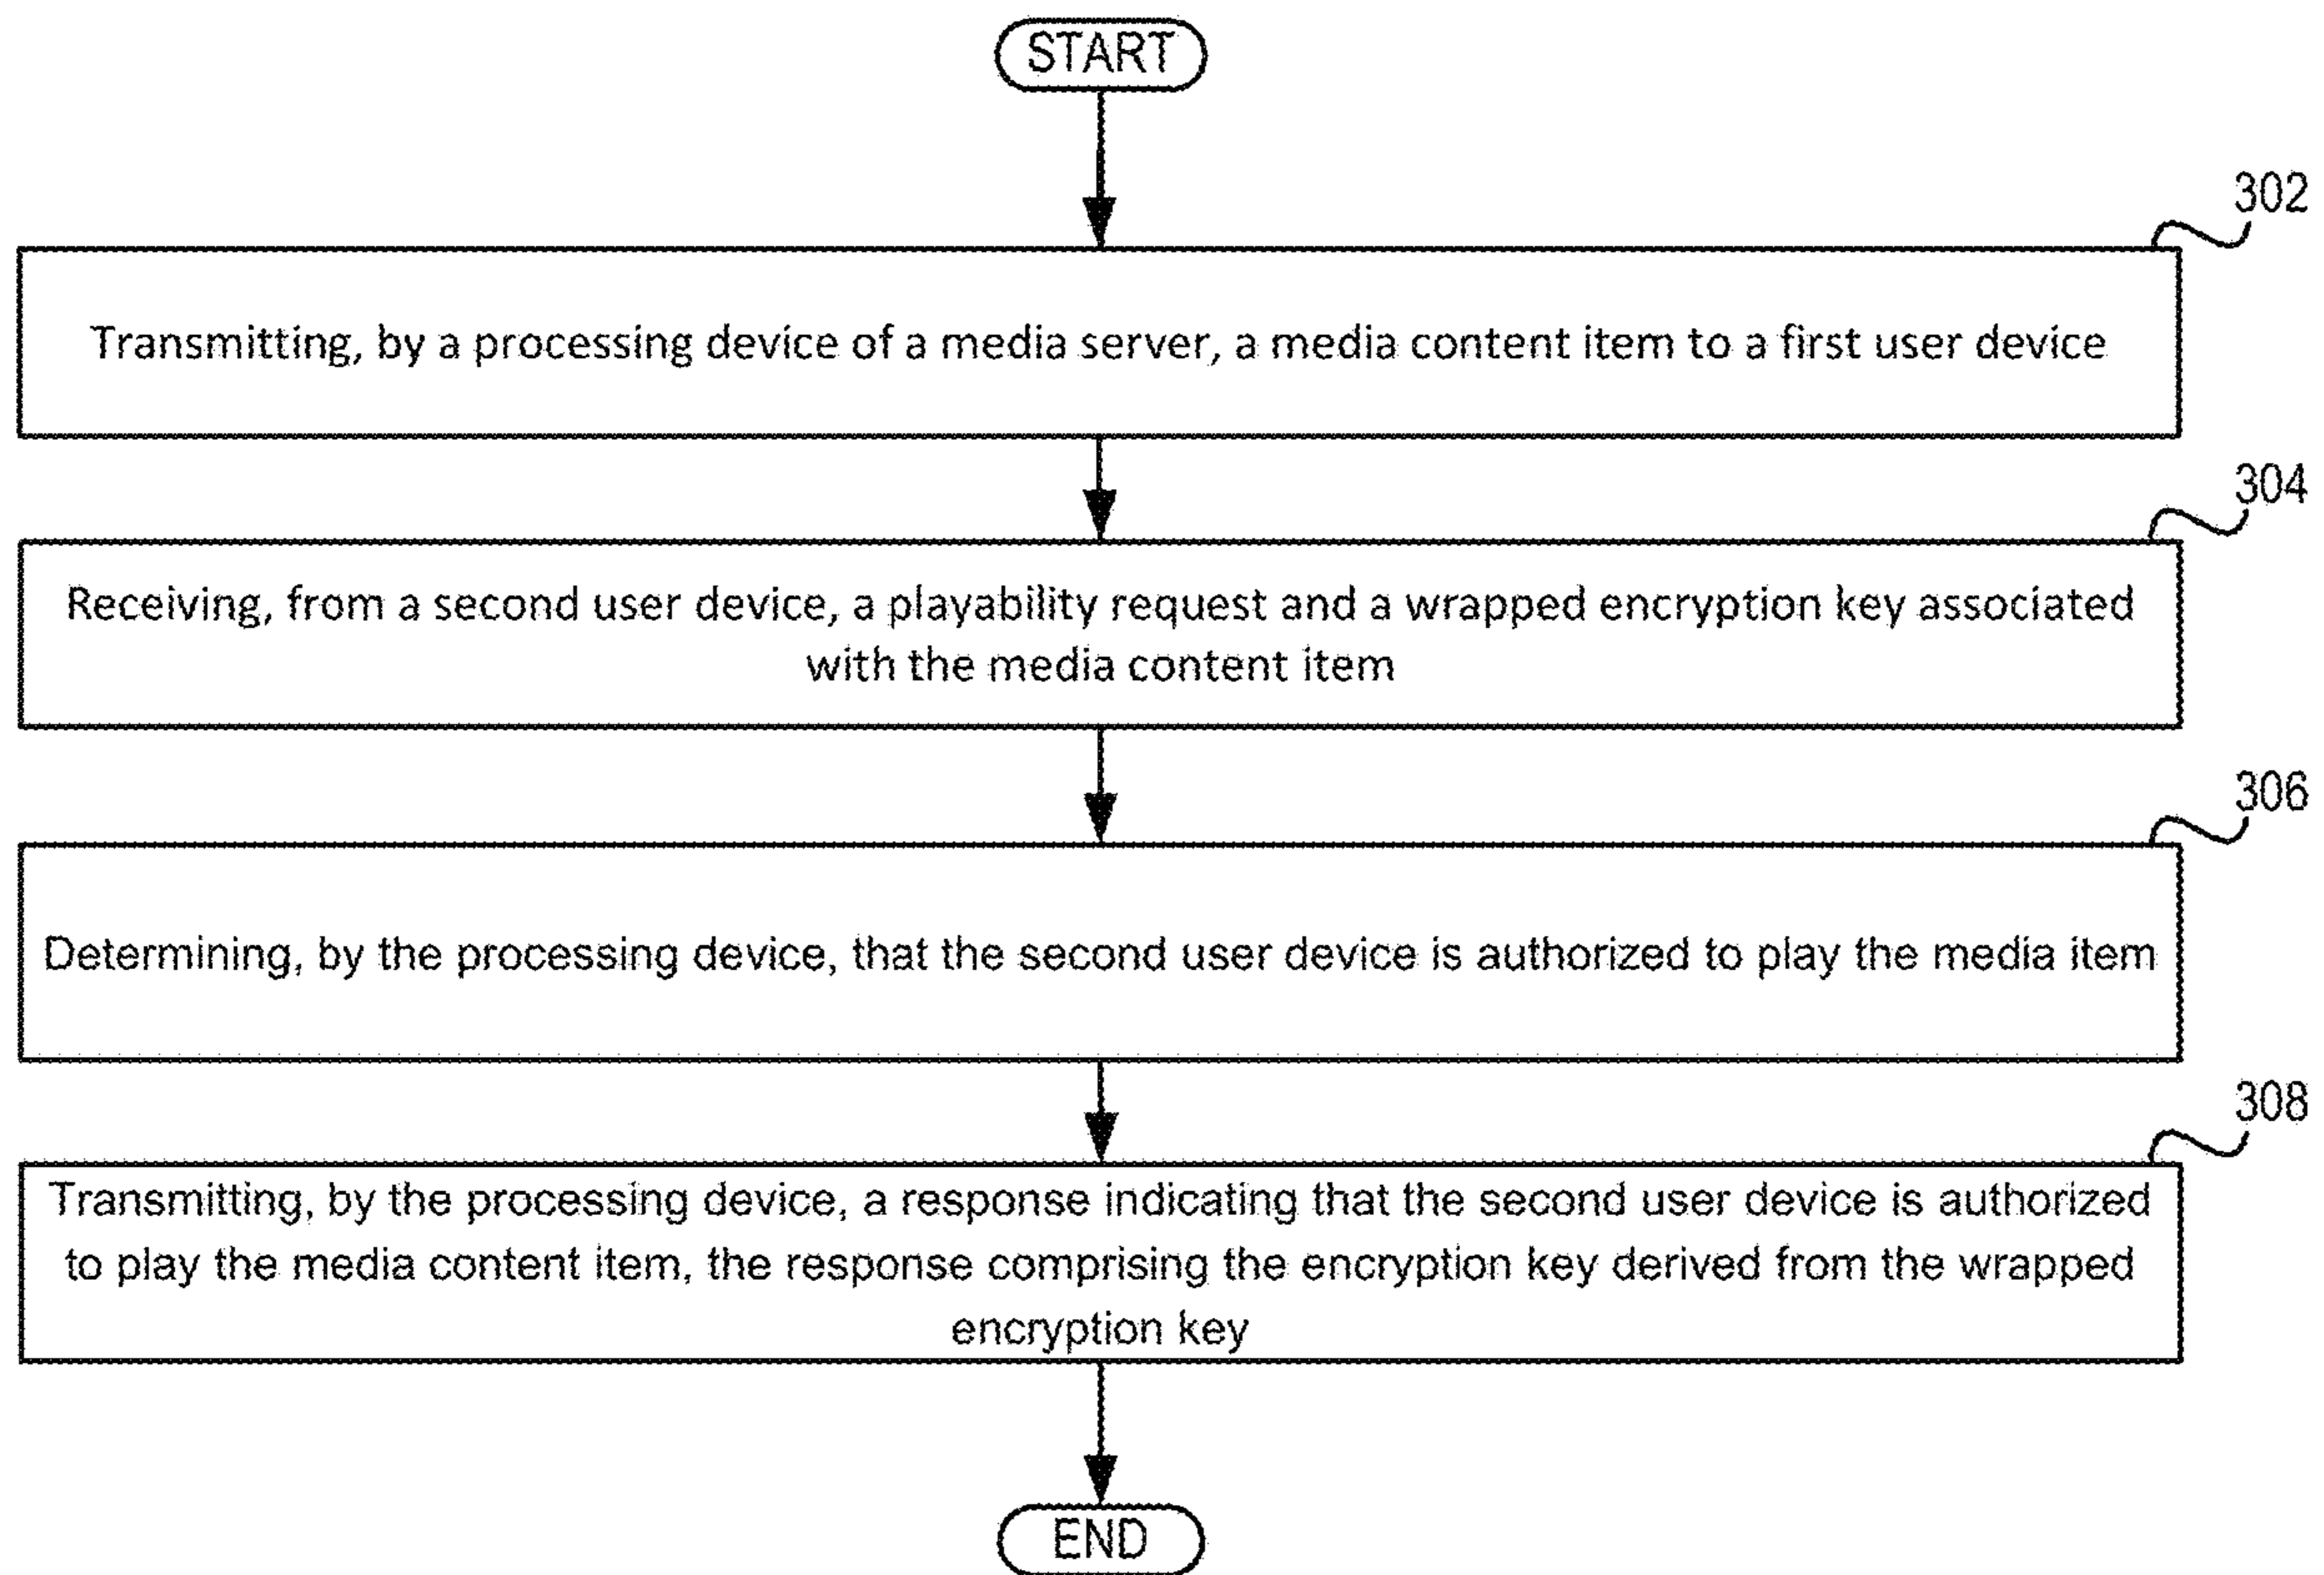 START
302
Transmitting, by a processing device of a media server, a media content item to a first user device
304
Receiving, from a second user device, a playability request and a wrapped encryption key associated
with the media content item
306
Determining, by the processing device, that the second user device is authorized to play the media item
308
Transmitting, by the processing device, a response indicating that the second user device is authorized
to play the media content item, the response comprising the encryption key derived from the wrapped
encryption key
END